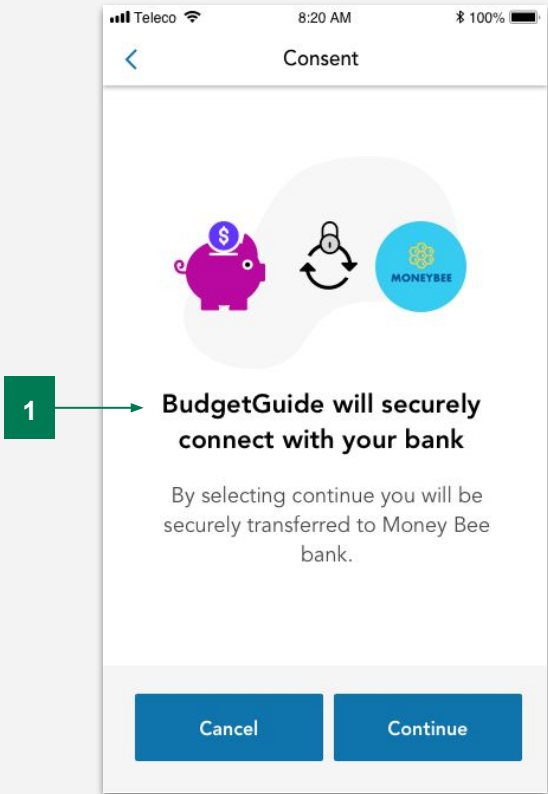 Teleco 8:20 AM 100%
Consent
$
MONEYBEE
1
BudgetGuide will securely
connect with your bank
By selecting continue you will be
securely transferred to Money Bee
bank.
Cancel Continue